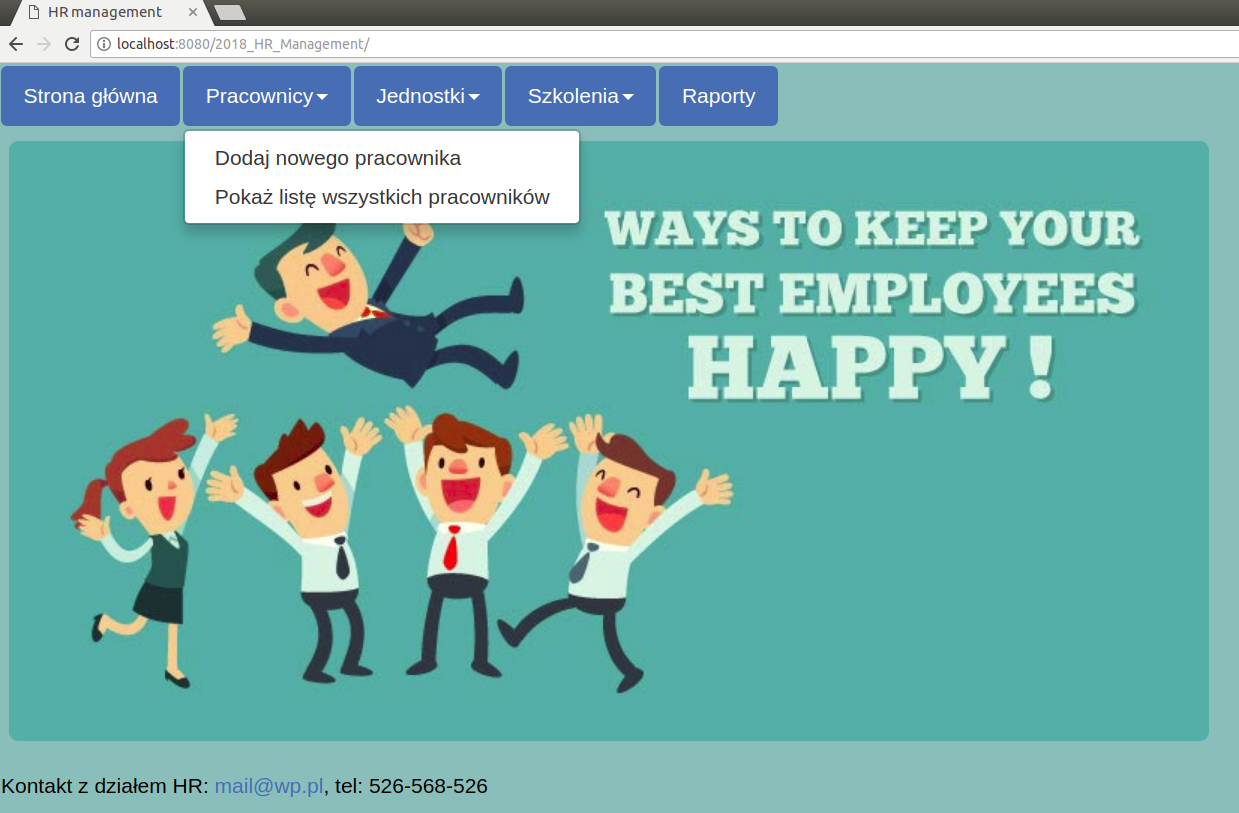 HR management
localhost:8080/2018_HR_Management/
Strona główna Pracownicy Jednostki Szkolenia Raporty
Dodaj nowego pracownika
Pokaż listę wszystkich pracowników
WAYS TO KEEP YOUR
BEST EMPLOYEES
HAPPY !
Kontakt z działem HR: mail@wp.pl, tel: 526-568-526